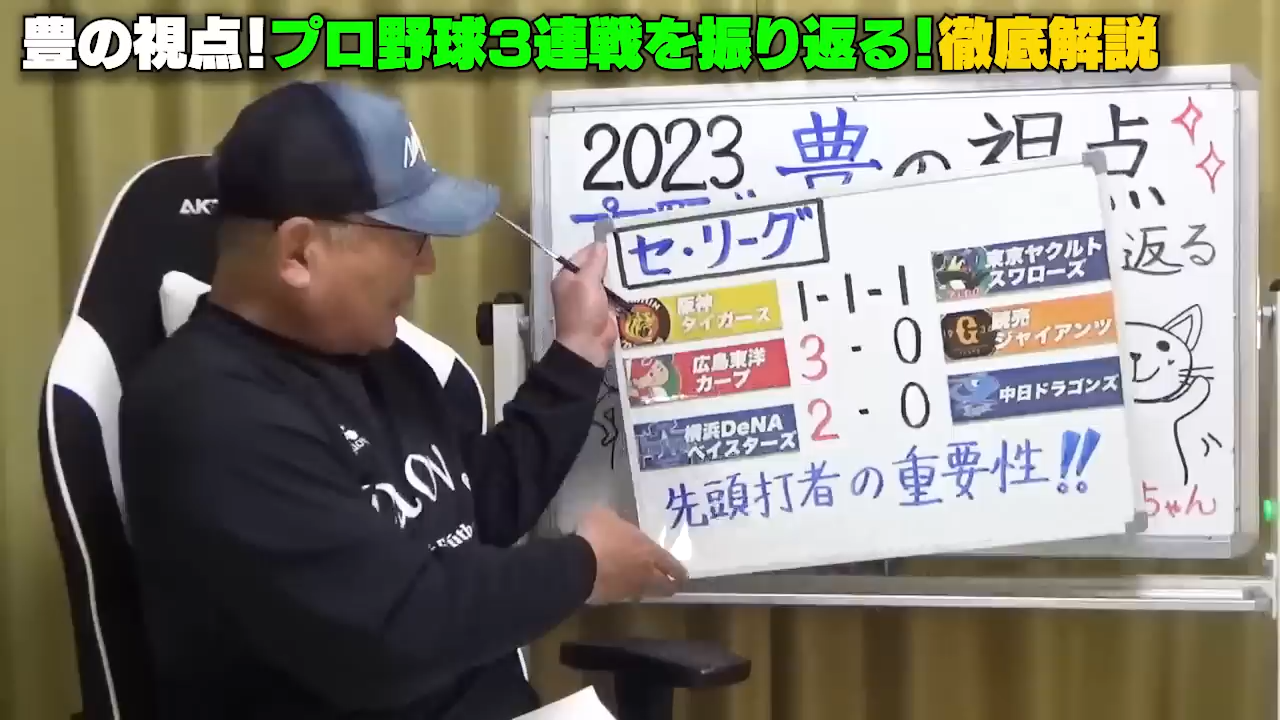 豊の視点!プロ野球3連戦を振り返る!徹底解説
2023 豊の視点
返る
セ・リーグ
阪神
タイガース
1-1-1
東京ヤクルト
スワローズ
広島東洋
カープ
3-0
読売
ジャイアンツ
横浜DeNA
ベイスターズ
2-0
中日ドラゴンズ
先頭打者の重要性!!
ちゃん